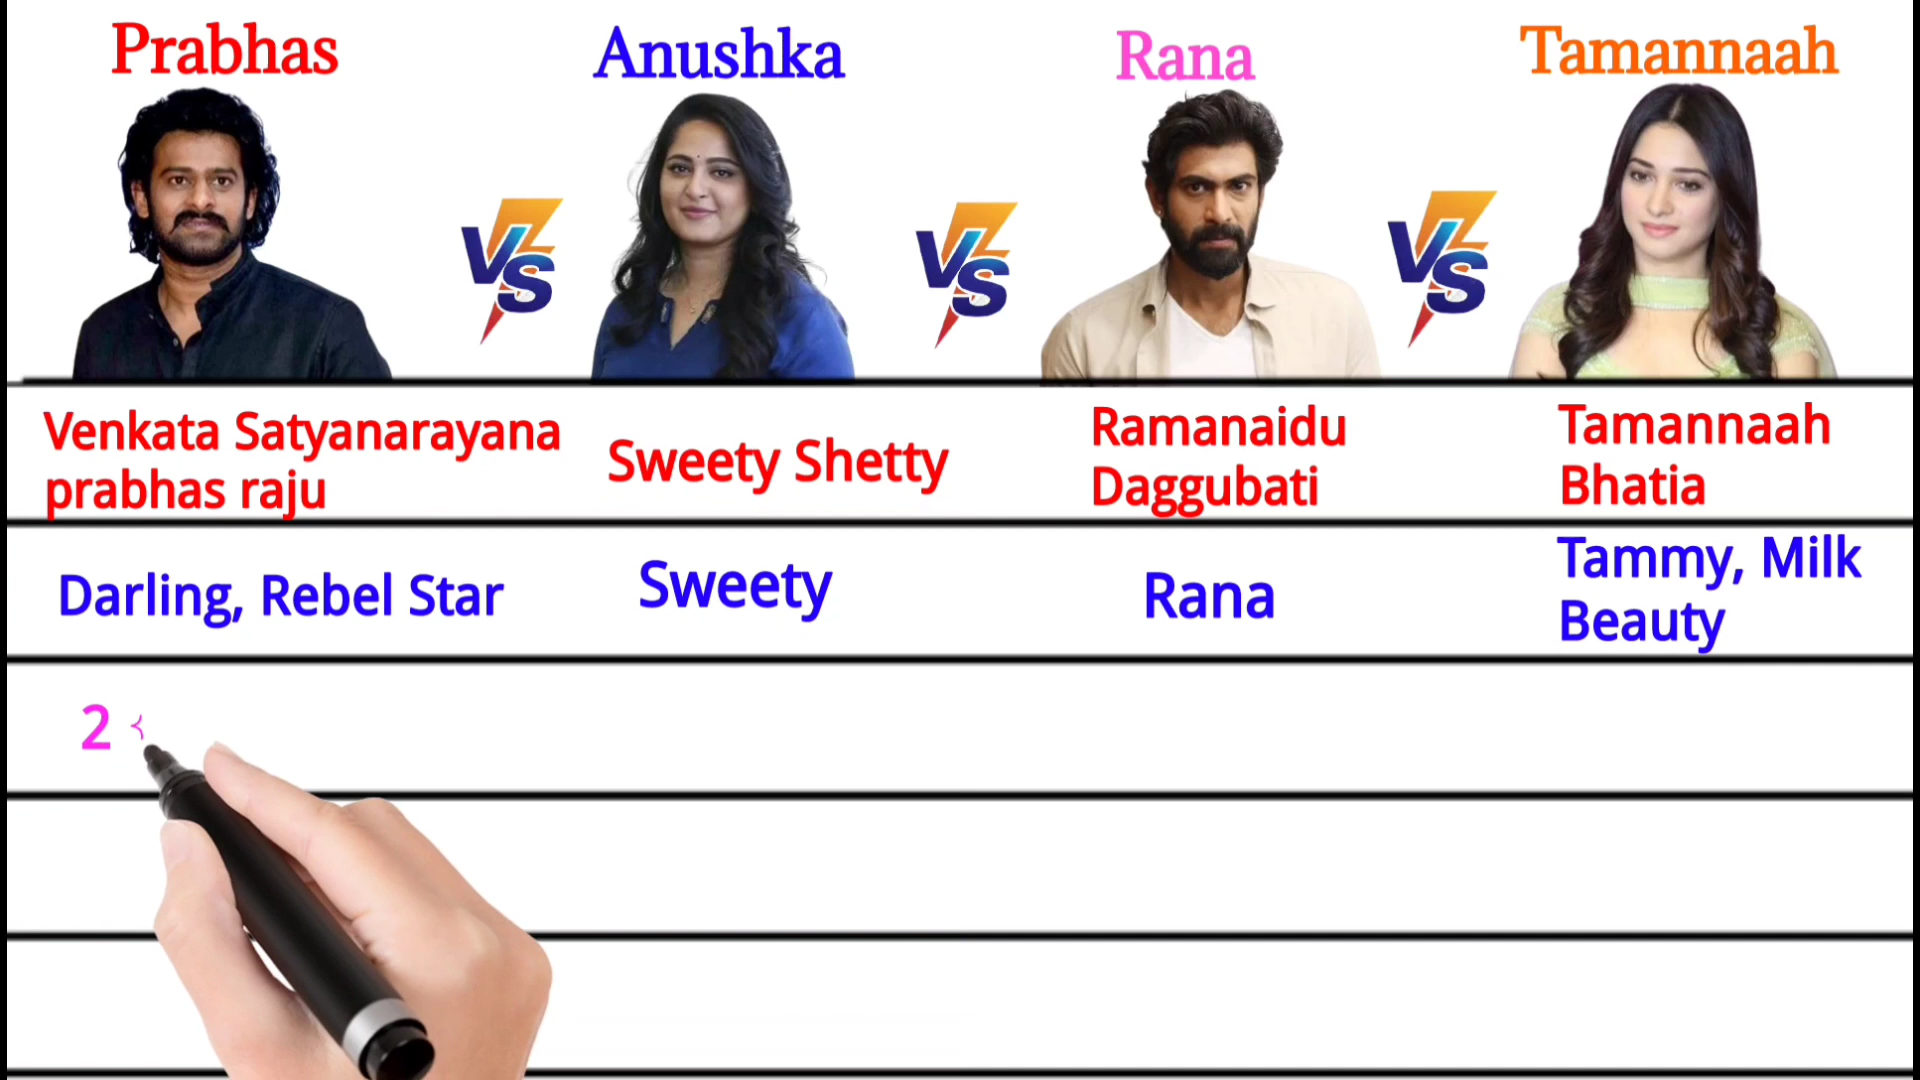 Prabhas
Anushka
Rana
Tamannaah
VS
VS
VS
Venkata Satyanarayana
prabhas raju
Sweety Shetty
Ramanaidu
Daggubati
Tamannaah
Bhatia
Darling, Rebel Star
Sweety
Rana
Tammy, Milk
Beauty
2